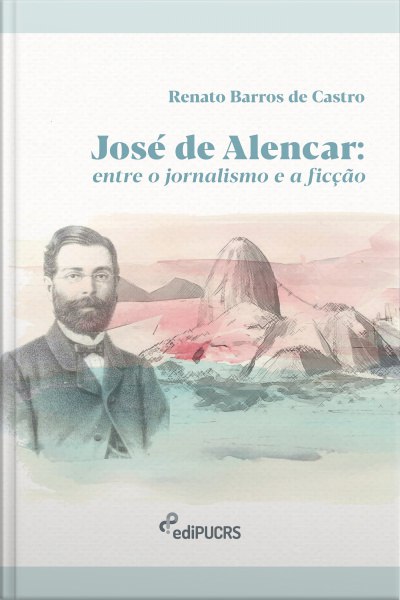 Renato Barros de Castro
José de Alencar:
entre o jornalismo e a ficção
ediPUCRS